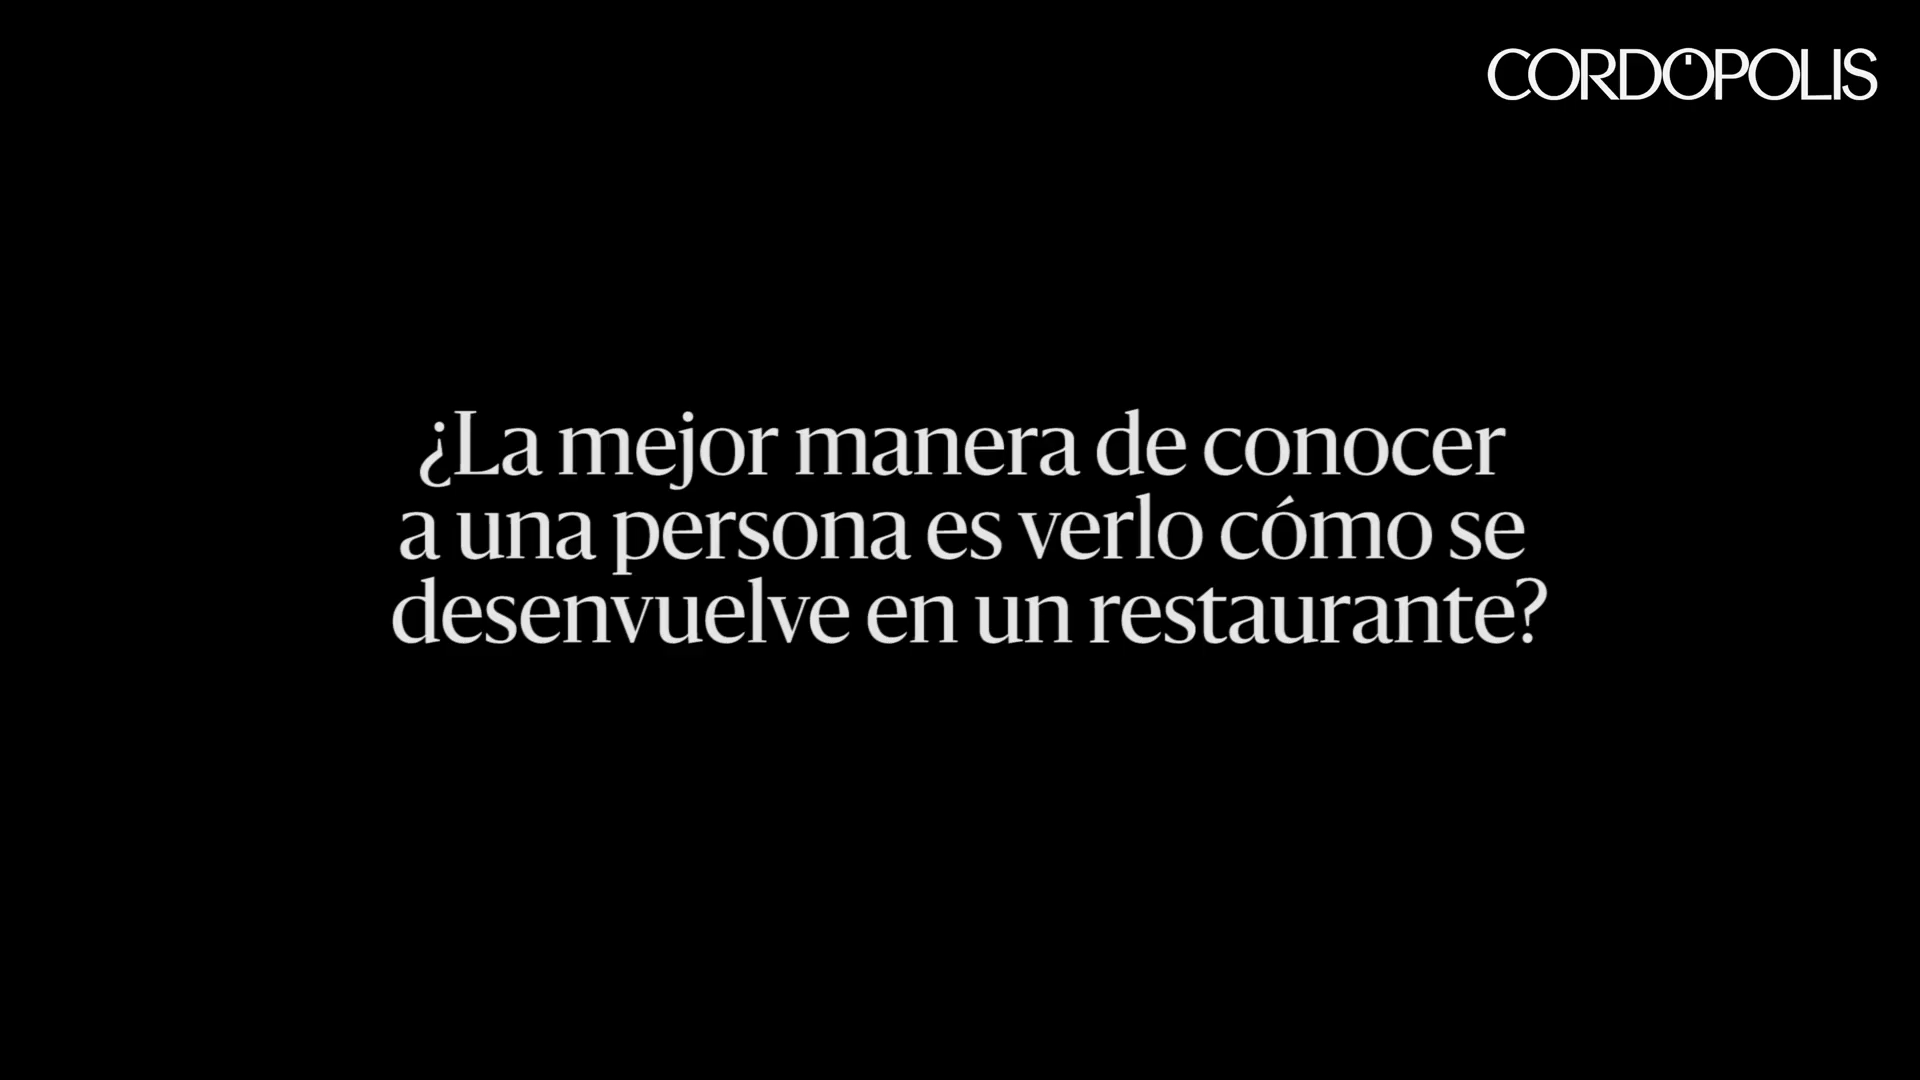 CORDÓPOLIS
¿La mejor manera de conocer
a una persona es verlo cómo se
desenvuelve en un restaurante?